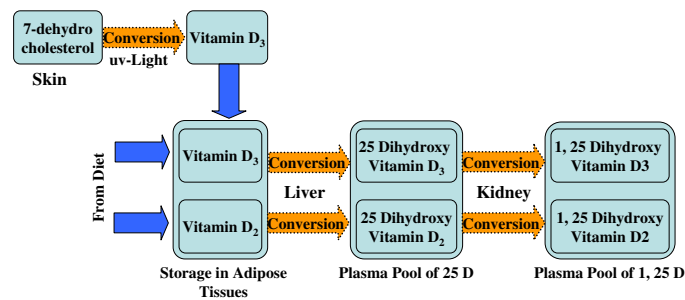 7-dehydro
cholesterol
Conversion
uv-Light
Vitamin D3
Skin
From Diet
Vitamin D3
Conversion
25 Dihydroxy
Vitamin D3
Conversion
1, 25 Dihydroxy
Vitamin D3
Liver
Kidney
Vitamin D2
Conversion
25 Dihydroxy
Vitamin D2
Conversion
1, 25 Dihydroxy
Vitamin D2
Storage in Adipose
Tissues
Plasma Pool of 25 D
Plasma Pool of 1, 25 D